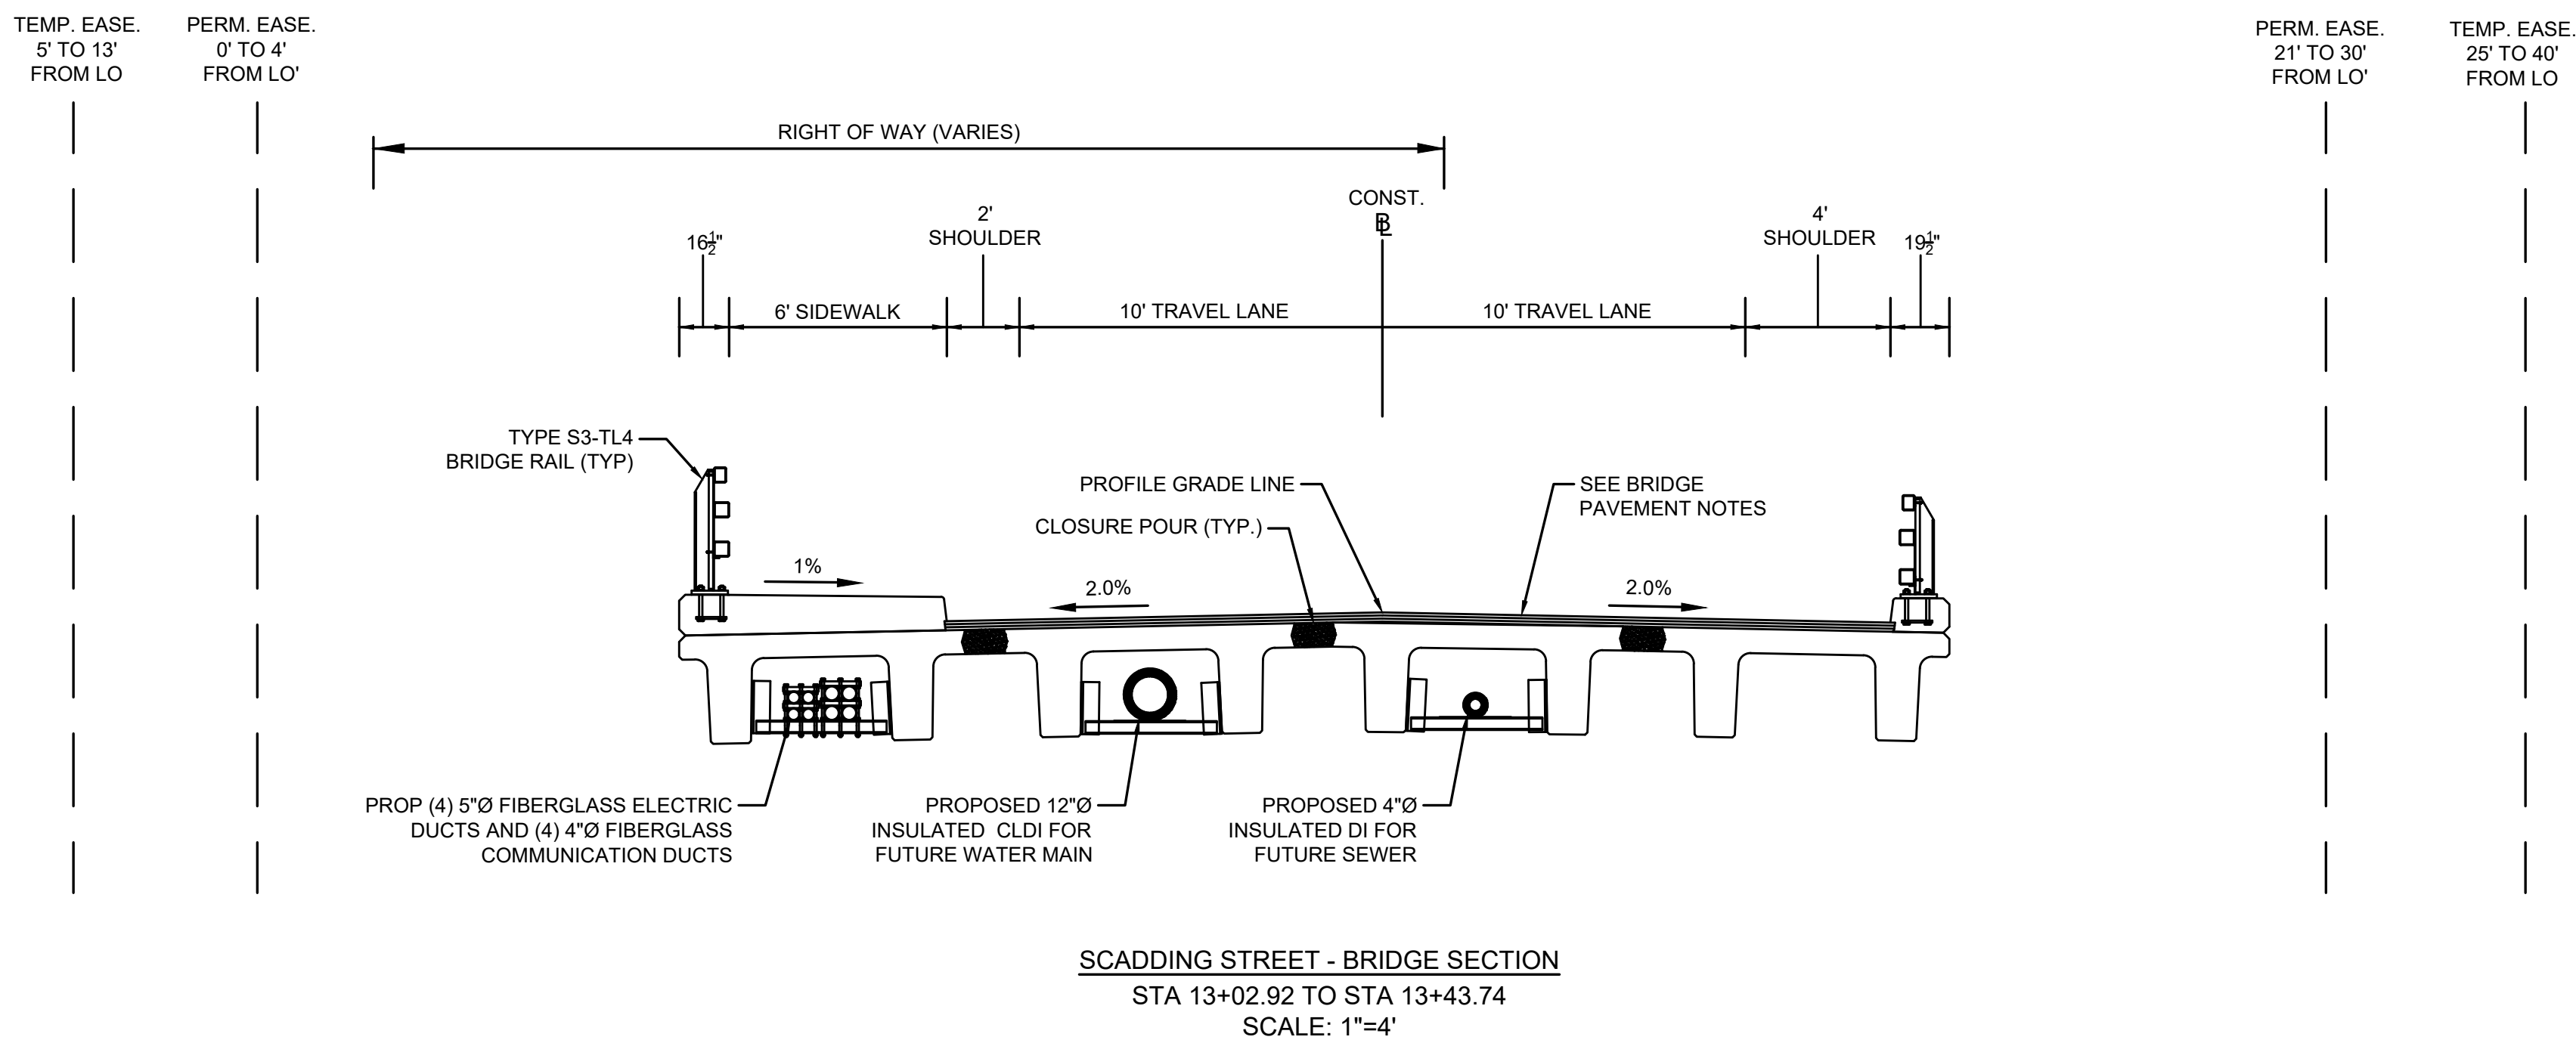 TEMP. EASE.
5' TO 13'
FROM LO
PERM. EASE.
0' TO 4'
FROM LO'
PERM. EASE.
21' TO 30'
FROM LO'
TEMP. EASE.
25' TO 40'
FROM LO
RIGHT OF WAY (VARIES)
CONST.
BL
16 1/2"
2'
SHOULDER
4'
SHOULDER
19 1/2"
6' SIDEWALK
10' TRAVEL LANE
10' TRAVEL LANE
TYPE S3-TL4
BRIDGE RAIL (TYP)
PROFILE GRADE LINE
CLOSURE POUR (TYP.)
SEE BRIDGE
PAVEMENT NOTES
1%
2.0%
2.0%
PROP (4) 5"Ø FIBERGLASS ELECTRIC
DUCTS AND (4) 4"Ø FIBERGLASS
COMMUNICATION DUCTS
PROPOSED 12"Ø
INSULATED CLDI FOR
FUTURE WATER MAIN
PROPOSED 4"Ø
INSULATED DI FOR
FUTURE SEWER
SCADDING STREET - BRIDGE SECTION
STA 13+02.92 TO STA 13+43.74
SCALE: 1"=4'